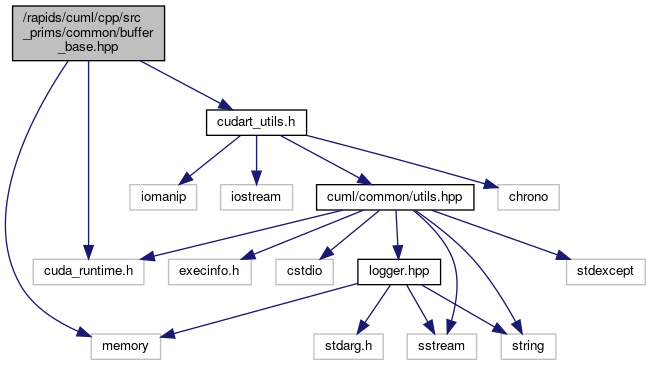 /rapids/cuml/cpp/src
_prims/common/buffer
_base.hpp
cudart_utils.h
iomanip
iostream
cuml/common/utils.hpp
chrono
cuda_runtime.h
execinfo.h
cstdio
logger.hpp
stdexcept
memory
stdarg.h
sstream
string